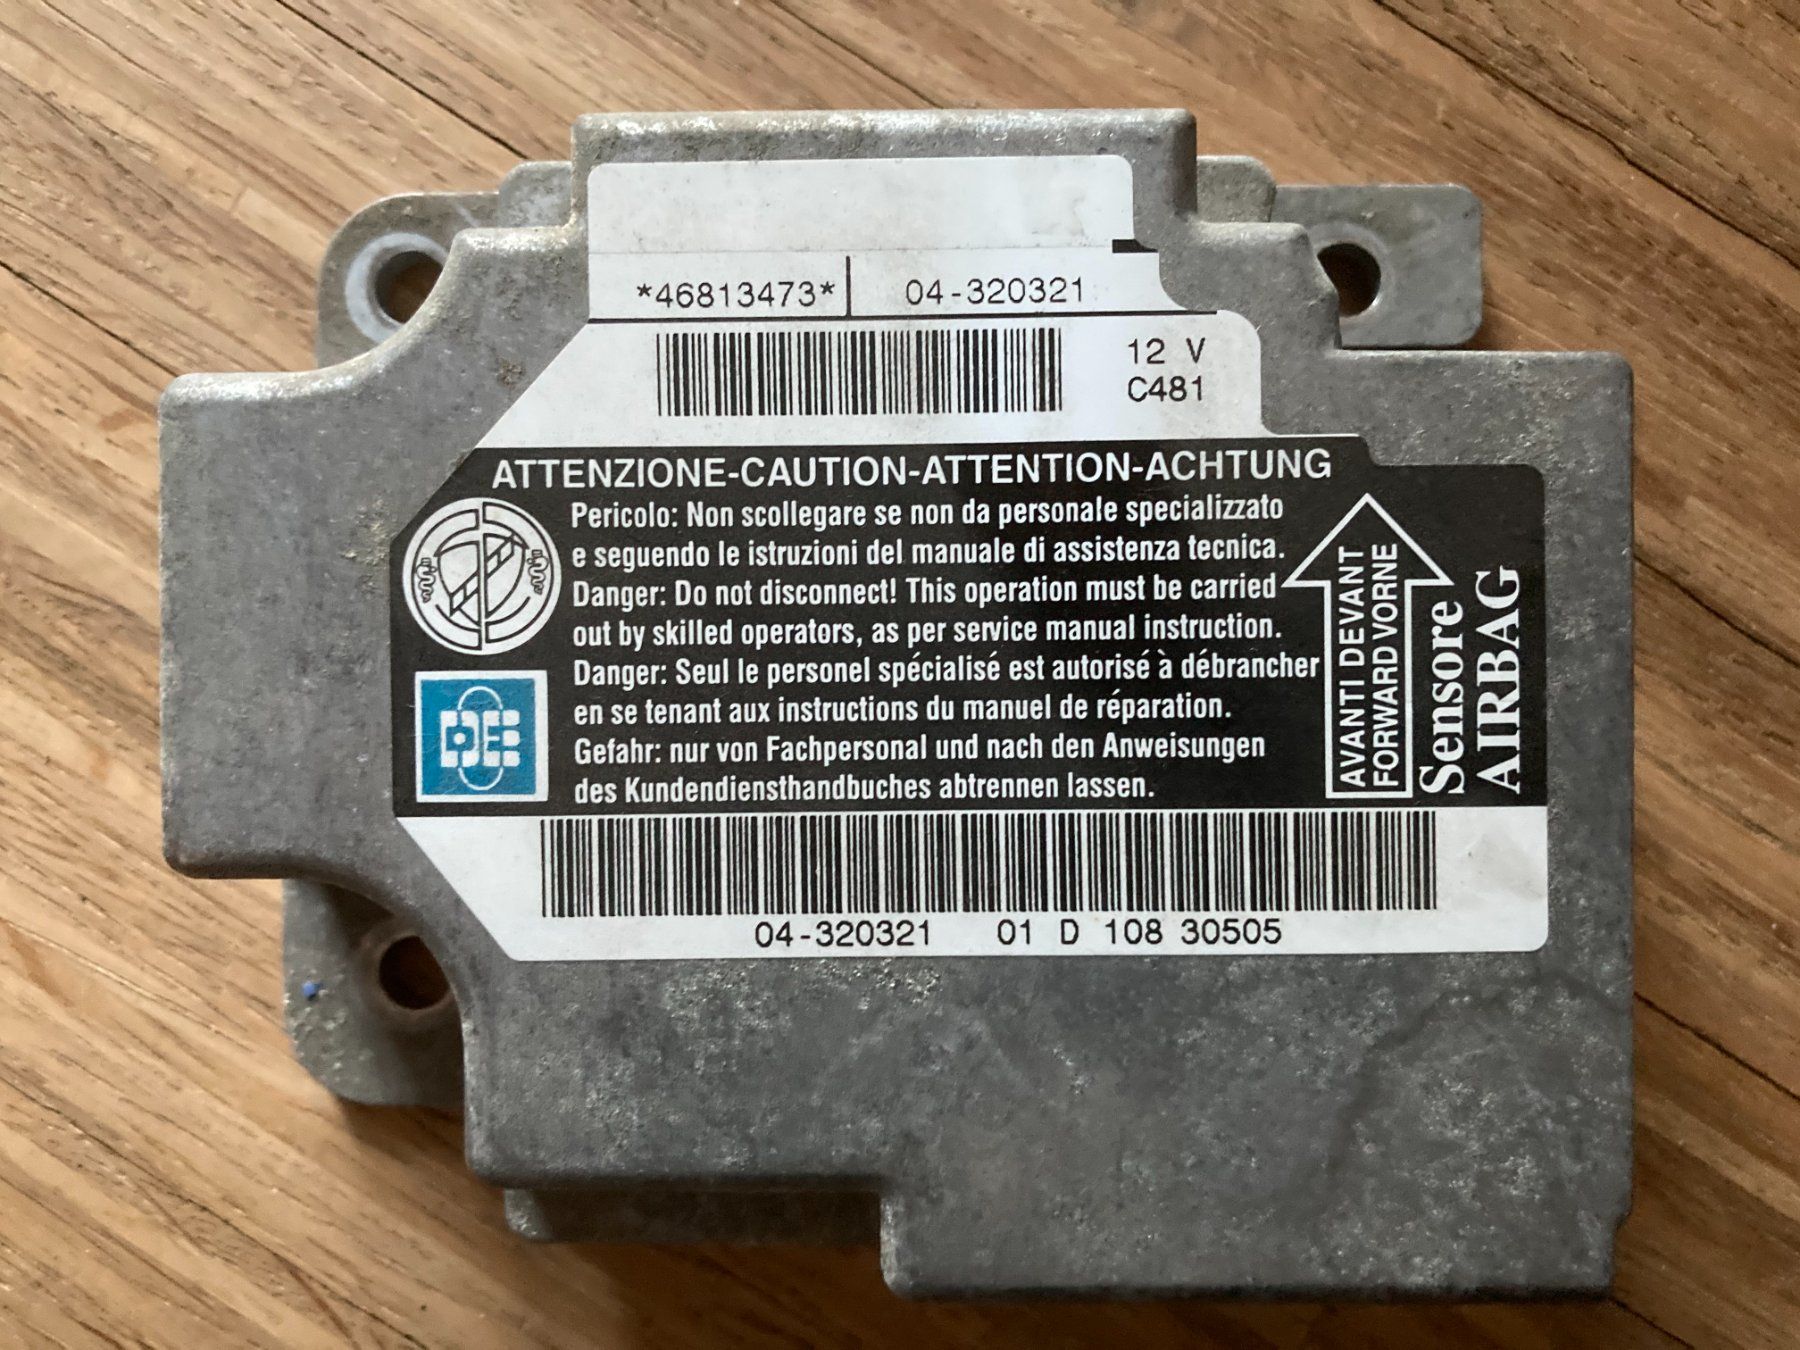 *46813473* 04-320321
12 V
C481
ATTENZIONE-CAUTION-ATTENTION-ACHTUNG
Pericolo: Non scollegare se non da personale specializzato
e seguendo le istruzioni del manuale di assistenza tecnica.
Danger: Do not disconnect! This operation must be carried
out by skilled operators, as per service manual instruction.
Danger: Seul le personel spécialisé est autorisé à débrancher
en se tenant aux instructions du manuel de réparation.
Gefahr: nur von Fachpersonal und nach den Anweisungen
des Kundendiensthandbuches abtrennen lassen.
AVANTI DEVANT
FORWARD VORNE
Sensore
AIRBAG
04-320321 01 D 108 30505